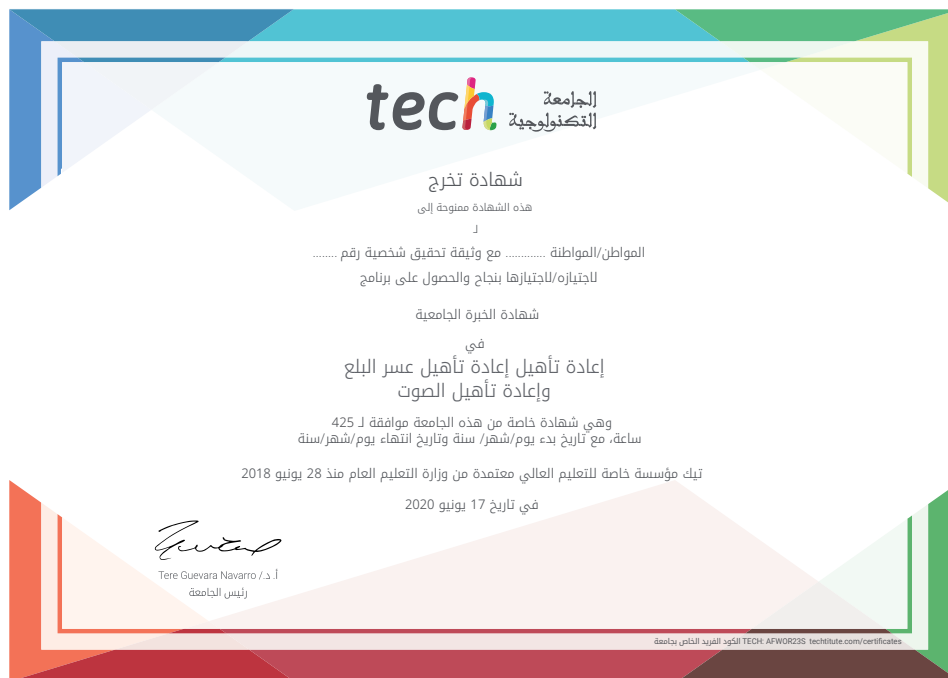 tech الجامعة
التكنولوجية
شهادة تخرج
هذه الشهادة ممنوحة إلى
لـ
المواطن/المواطنة ............ مع وثيقة تحقيق شخصية رقم ........
لاجتيازه/لاجتيازها بنجاح والحصول على برنامج
شهادة الخبرة الجامعية
في
إعادة تأهيل إعادة تأهيل عسر البلع
وإعادة تأهيل الصوت
وهي شهادة خاصة من هذه الجامعة موافقة لـ 425
ساعة، مع تاريخ بدء يوم/شهر/ سنة وتاريخ انتهاء يوم/شهر/سنة
تيك مؤسسة خاصة للتعليم العالي معتمدة من وزارة التعليم العام منذ 28 يونيو 2018
في تاريخ 17 يونيو 2020
أ. د./ Tere Guevara Navarro
رئيس الجامعة
الكود الفريد الخاص بجامعة TECH: AFWOR23S techtitute.com/certificates